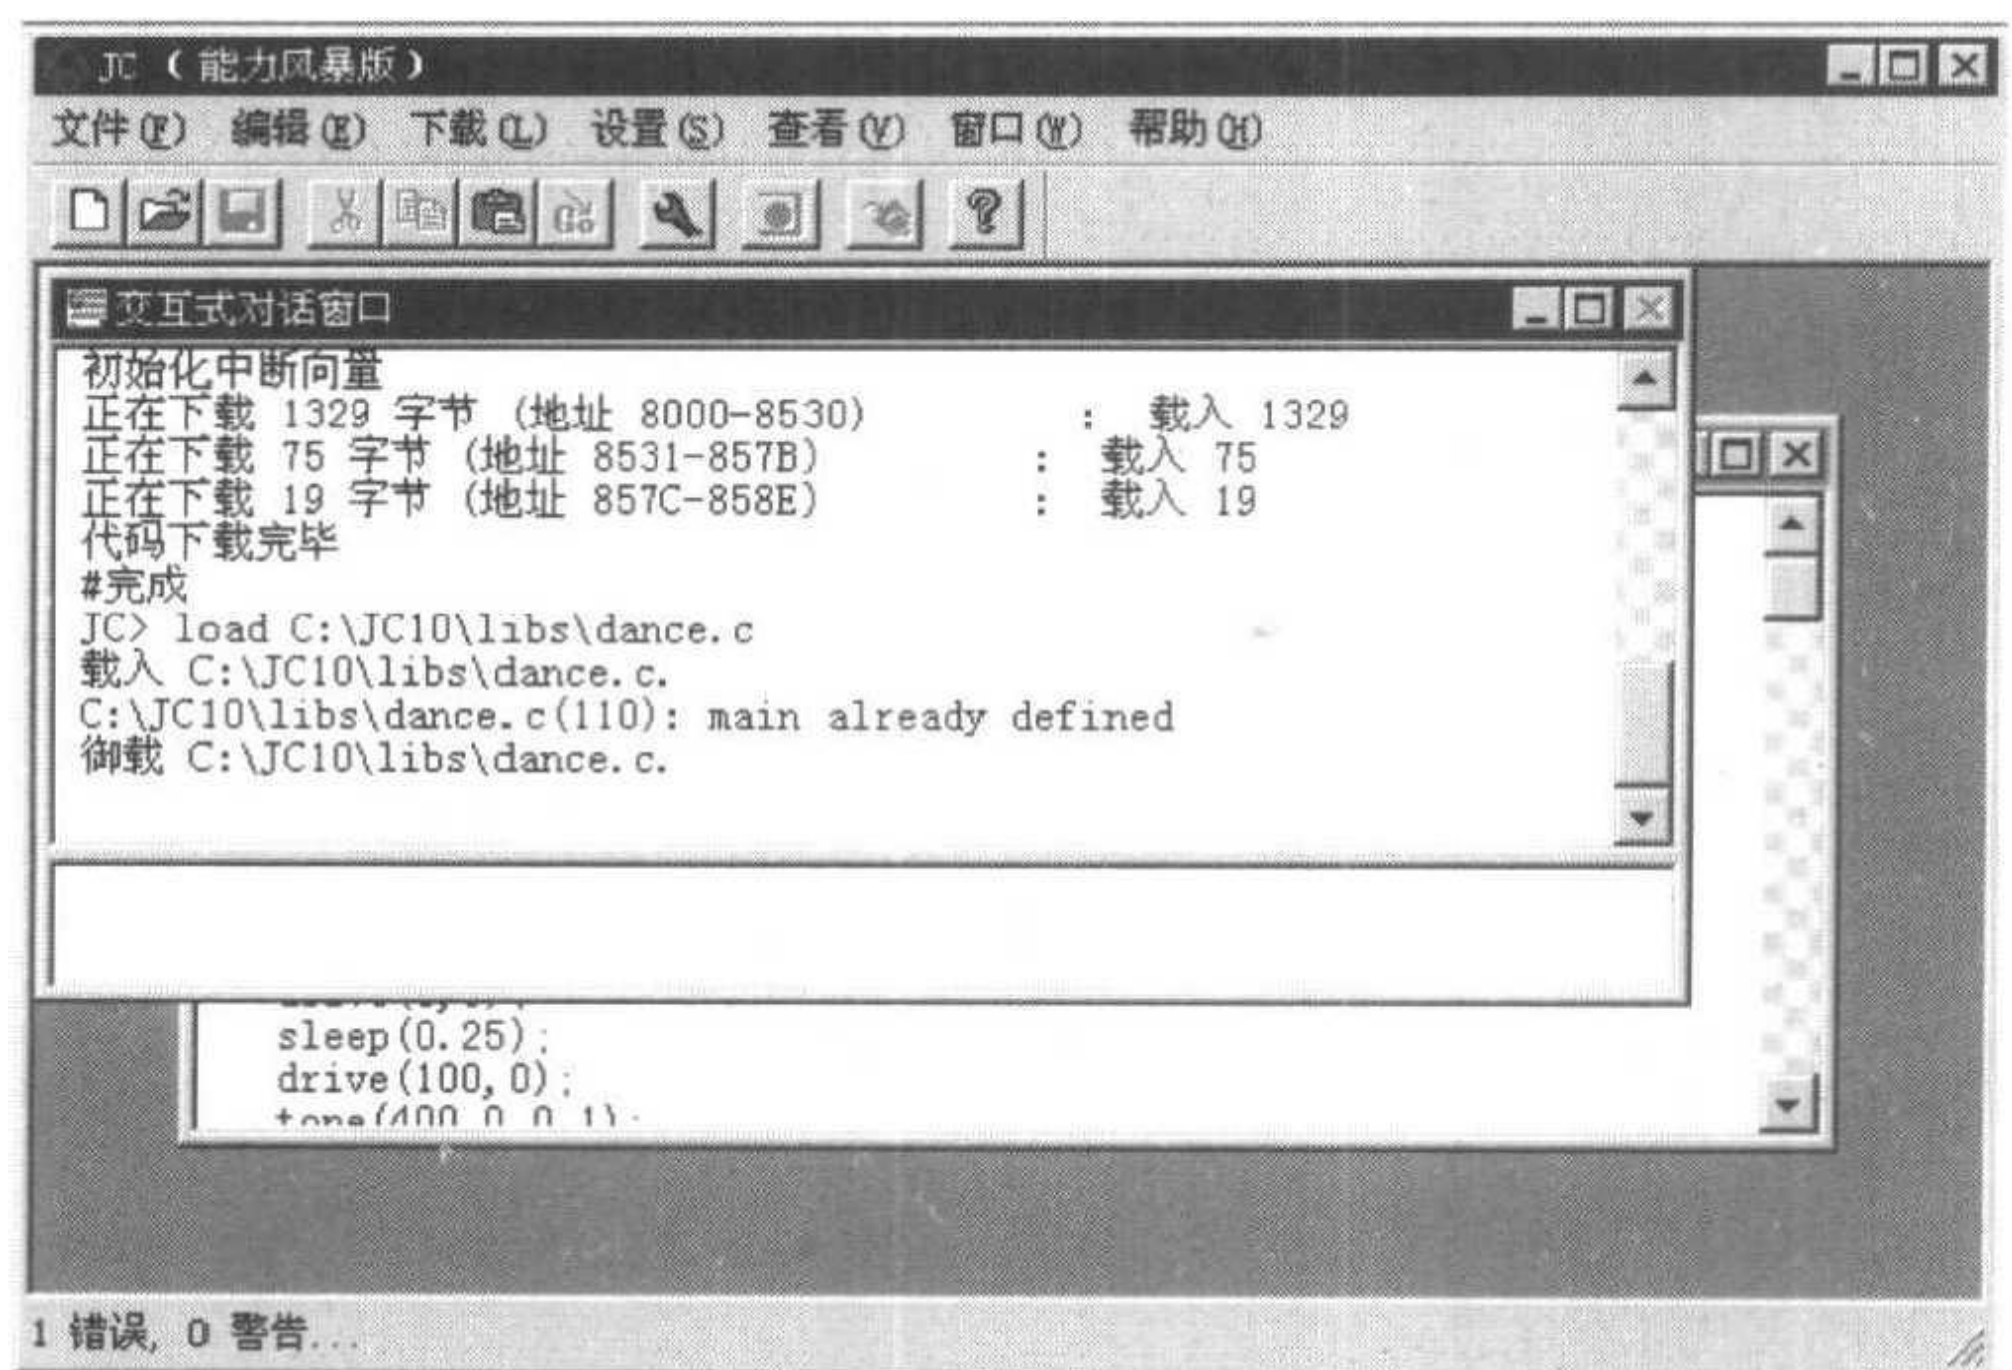 JC （能力风暴版）
文件(F) 编辑(E) 下载(L) 设置(S) 查看(V) 窗口(W) 帮助(H)
交互式对话窗口
初始化中断向量
正在下载 1329 字节 (地址 8000-8530) : 载入 1329
正在下载 75 字节 (地址 8531-857B) : 载入 75
正在下载 19 字节 (地址 857C-858E) : 载入 19
代码下载完毕
#完成
JC> load C:\JC10\libs\dance.c
载入 C:\JC10\libs\dance.c.
C:\JC10\libs\dance.c(110): main already defined
御载 C:\JC10\libs\dance.c.
sleep(0.25);
drive(100,0);
1 错误, 0 警告...